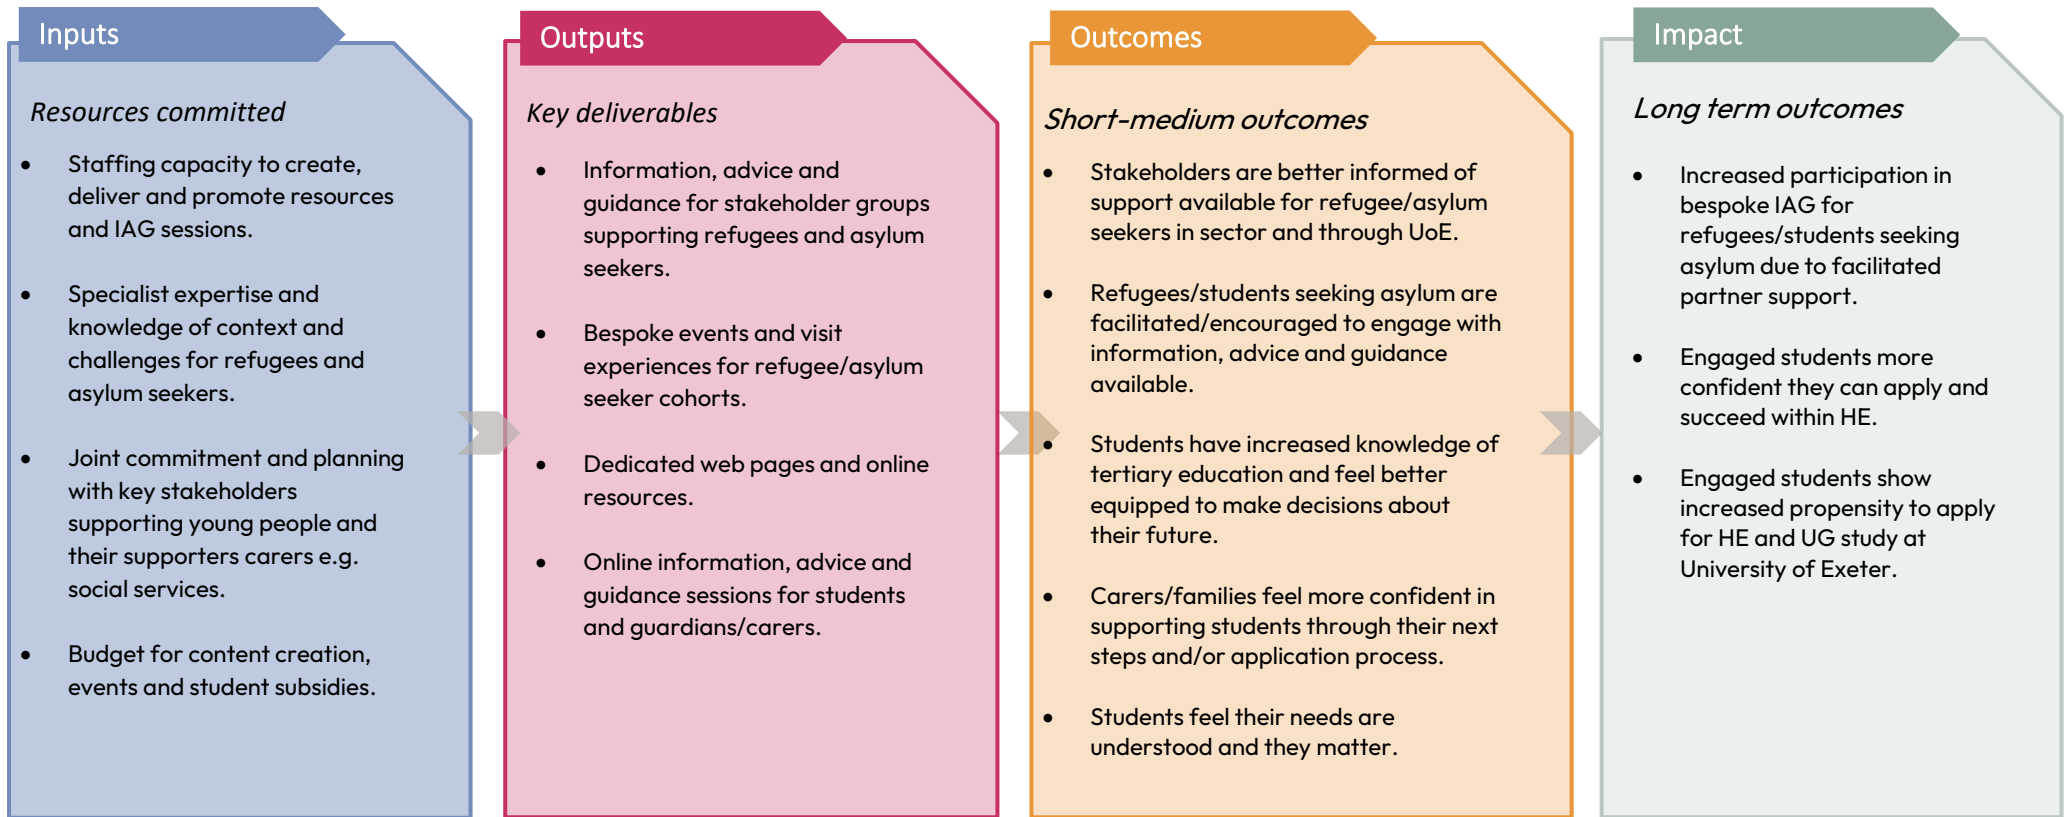 Inputs
Resources committed
• Staffing capacity to create,
deliver and promote resources
and IAG sessions.
• Specialist expertise and
knowledge of context and
challenges for refugees and
asylum seekers.
• Joint commitment and planning
with key stakeholders
supporting young people and
their supporters carers e.g.
social services.
• Budget for content creation,
events and student subsidies.
Outputs
Key deliverables
• Information, advice and
guidance for stakeholder groups
supporting refugees and asylum
seekers.
• Bespoke events and visit
experiences for refugee/asylum
seeker cohorts.
• Dedicated web pages and online
resources.
• Online information, advice and
guidance sessions for students
and guardians/carers.
Outcomes
Short-medium outcomes
• Stakeholders are better informed of
support available for refugee/asylum
seekers in sector and through UoE.
• Refugees/students seeking asylum are
facilitated/encouraged to engage with
information, advice and guidance
available.
• Students have increased knowledge of
tertiary education and feel better
equipped to make decisions about
their future.
• Carers/families feel more confident in
supporting students through their next
steps and/or application process.
• Students feel their needs are
understood and they matter.
Impact
Long term outcomes
• Increased participation in
bespoke IAG for
refugees/students seeking
asylum due to facilitated
partner support.
• Engaged students more
confident they can apply and
succeed within HE.
• Engaged students show
increased propensity to apply
for HE and UG study at
University of Exeter.